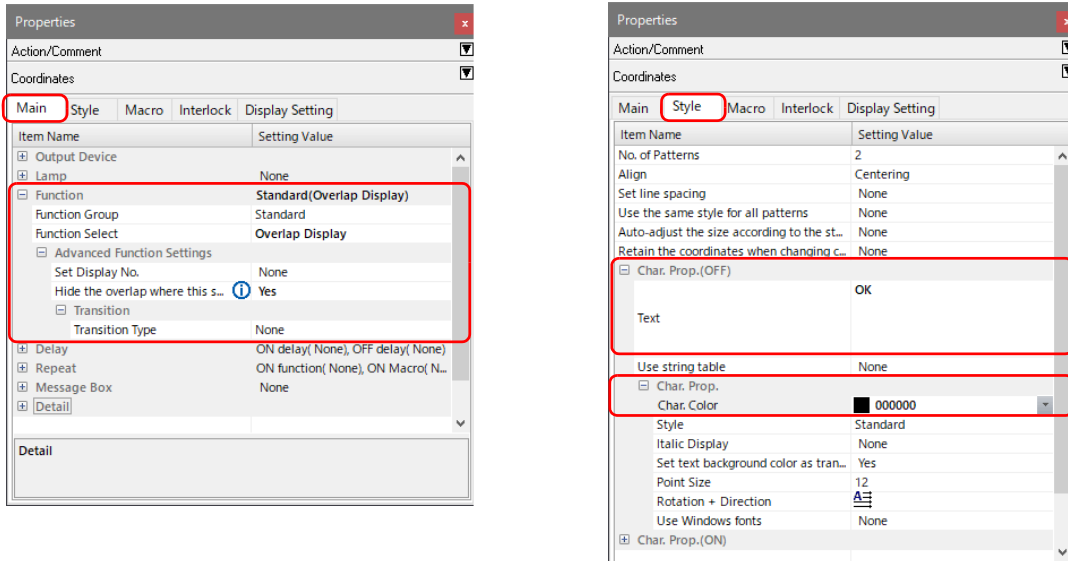 Properties
x
Action/Comment
Coordinates
Main Style Macro Interlock Display Setting
Item Name Setting Value
Output Device
Lamp None
Function Standard(Overlap Display)
Function Group Standard
Function Select Overlap Display
Advanced Function Settings
Set Display No. None
Hide the overlap where this s... Yes
Transition
Transition Type None
Delay ON delay( None), OFF delay( None)
Repeat ON function( None), ON Macro( N...
Message Box None
Detail
Detail
Properties
x
Action/Comment
Coordinates
Main Style Macro Interlock Display Setting
Item Name Setting Value
No. of Patterns 2
Align Centering
Set line spacing None
Use the same style for all patterns None
Auto-adjust the size according to the st... None
Retain the coordinates when changing c... None
Char. Prop.(OFF)
Text OK
Use string table None
Char. Prop.
Char. Color 000000
Style Standard
Italic Display None
Set text background color as tran... Yes
Point Size 12
Rotation + Direction A
Use Windows fonts None
Char. Prop.(ON)